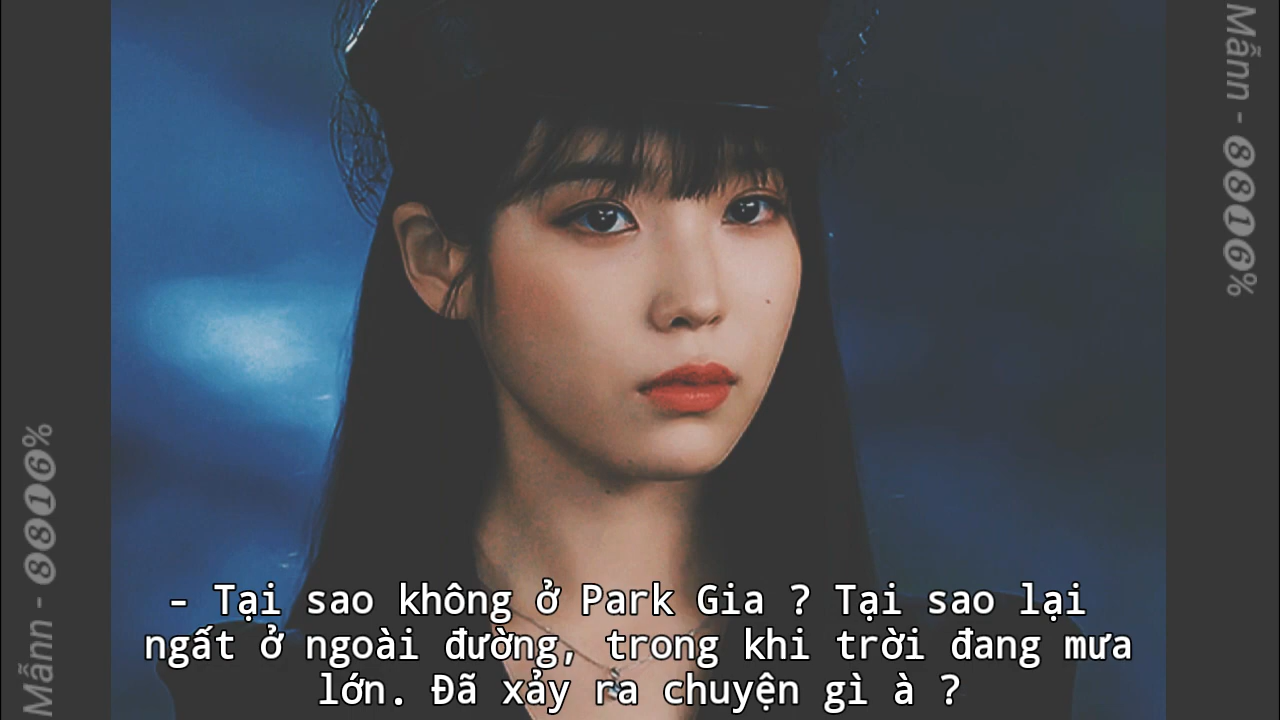 - Tại sao không ở Park Gia ? Tại sao lại
ngất ở ngoài đường, trong khi trời đang mưa
lớn. Đã xảy ra chuyện gì à ?
Mẫnn - 8816%
Mẫnn - 8816%